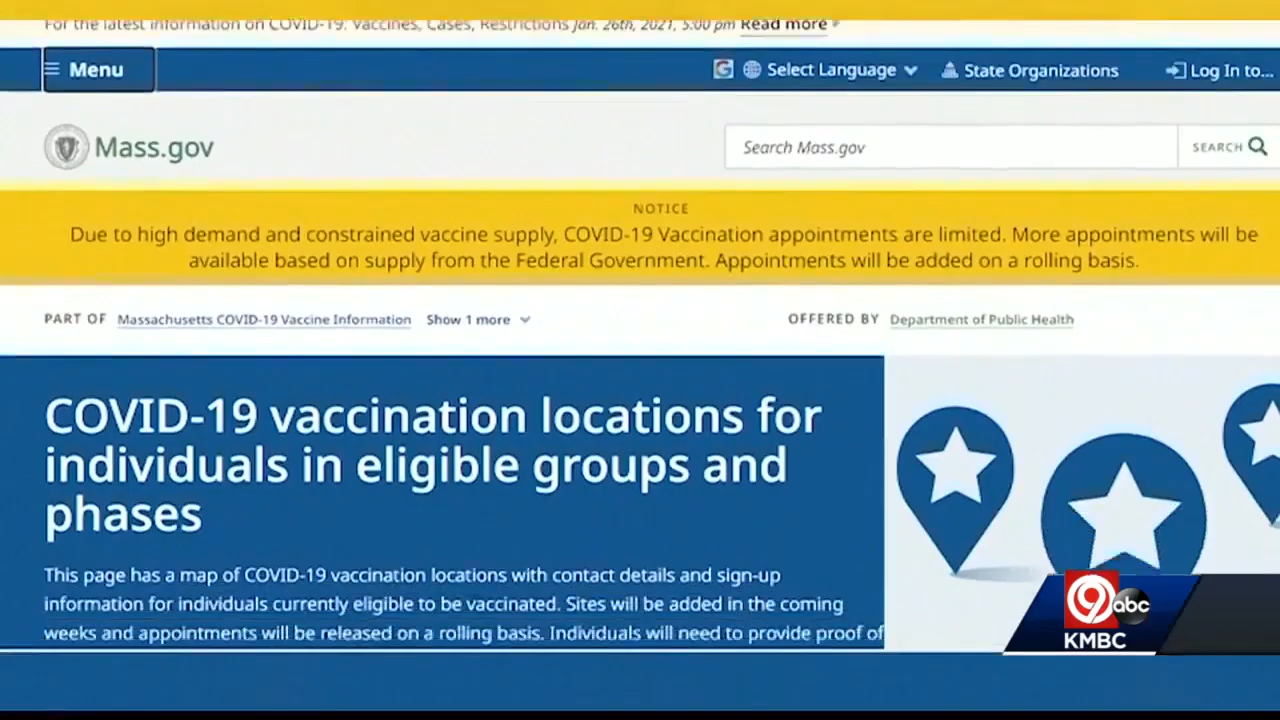 For the latest information on COVID-19: Vaccines, Cases, Restrictions Jan. 26th, 2021, 5:00 pm Read more
Menu
Select Language
State Organizations
Log In to...
Mass.gov
Search Mass.gov
SEARCH
NOTICE
Due to high demand and constrained vaccine supply, COVID-19 Vaccination appointments are limited. More appointments will be
available based on supply from the Federal Government. Appointments will be added on a rolling basis.
PART OF Massachusetts COVID-19 Vaccine Information Show 1 more
OFFERED BY Department of Public Health
COVID-19 vaccination locations for
individuals in eligible groups and
phases
This page has a map of COVID-19 vaccination locations with contact details and sign-up
information for individuals currently eligible to be vaccinated. Sites will be added in the coming
weeks and appointments will be released on a rolling basis. Individuals will need to provide proof of
9 abc
KMBC